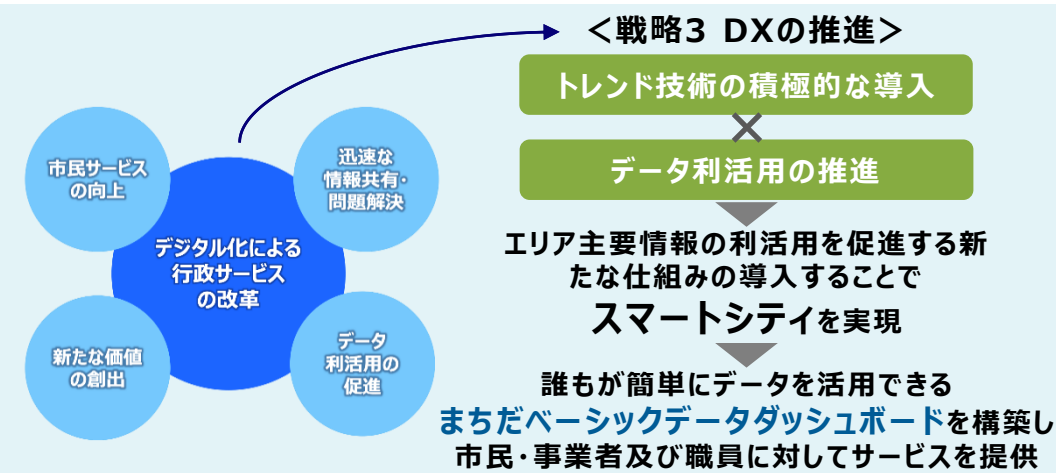 ＜戦略3 DXの推進＞
トレンド技術の積極的な導入
×
データ利活用の推進
エリア主要情報の利活用を促進する新
たな仕組みの導入することで
スマートシティを実現
誰もが簡単にデータを活用できる
まちだベーシックデータダッシュボードを構築し
市民・事業者及び職員に対してサービスを提供
市民サービス
の向上
迅速な
情報共有・
問題解決
デジタル化による
行政サービス
の改革
新たな価値
の創出
データ
利活用の
促進